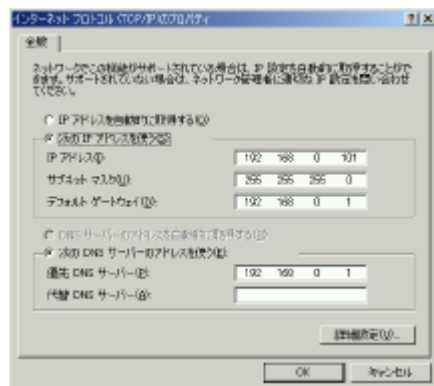 インターネット プロトコル (TCP/IP)のプロパティ
全般
ネットワークでこの機能がサポートされている場合は、IP 設定を自動的に取得することがで
きます。サポートされていない場合は、ネットワーク管理者に適切な IP 設定を問い合わせ
てください。
IP アドレスを自動的に取得する(O)
次の IP アドレスを使う(S):
IP アドレス(I):
192 168 0 101
サブネット マスク(U):
255 255 255 0
デフォルト ゲートウェイ(D):
192 168 0 1
DNS サーバーのアドレスを自動的に取得する(B)
次の DNS サーバーのアドレスを使う(E):
優先 DNS サーバー(P):
192 168 0 1
代替 DNS サーバー(A):
詳細設定(V)...
OK
キャンセル